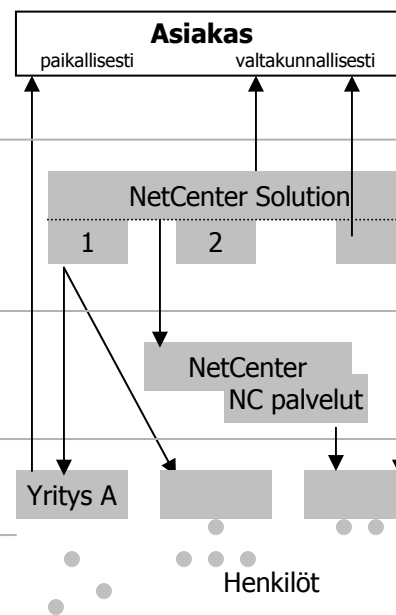 Asiakas
paikallisesti valtakunnallisesti
NetCenter Solution
1 2
NetCenter
NC palvelut
Yritys A
Henkilöt